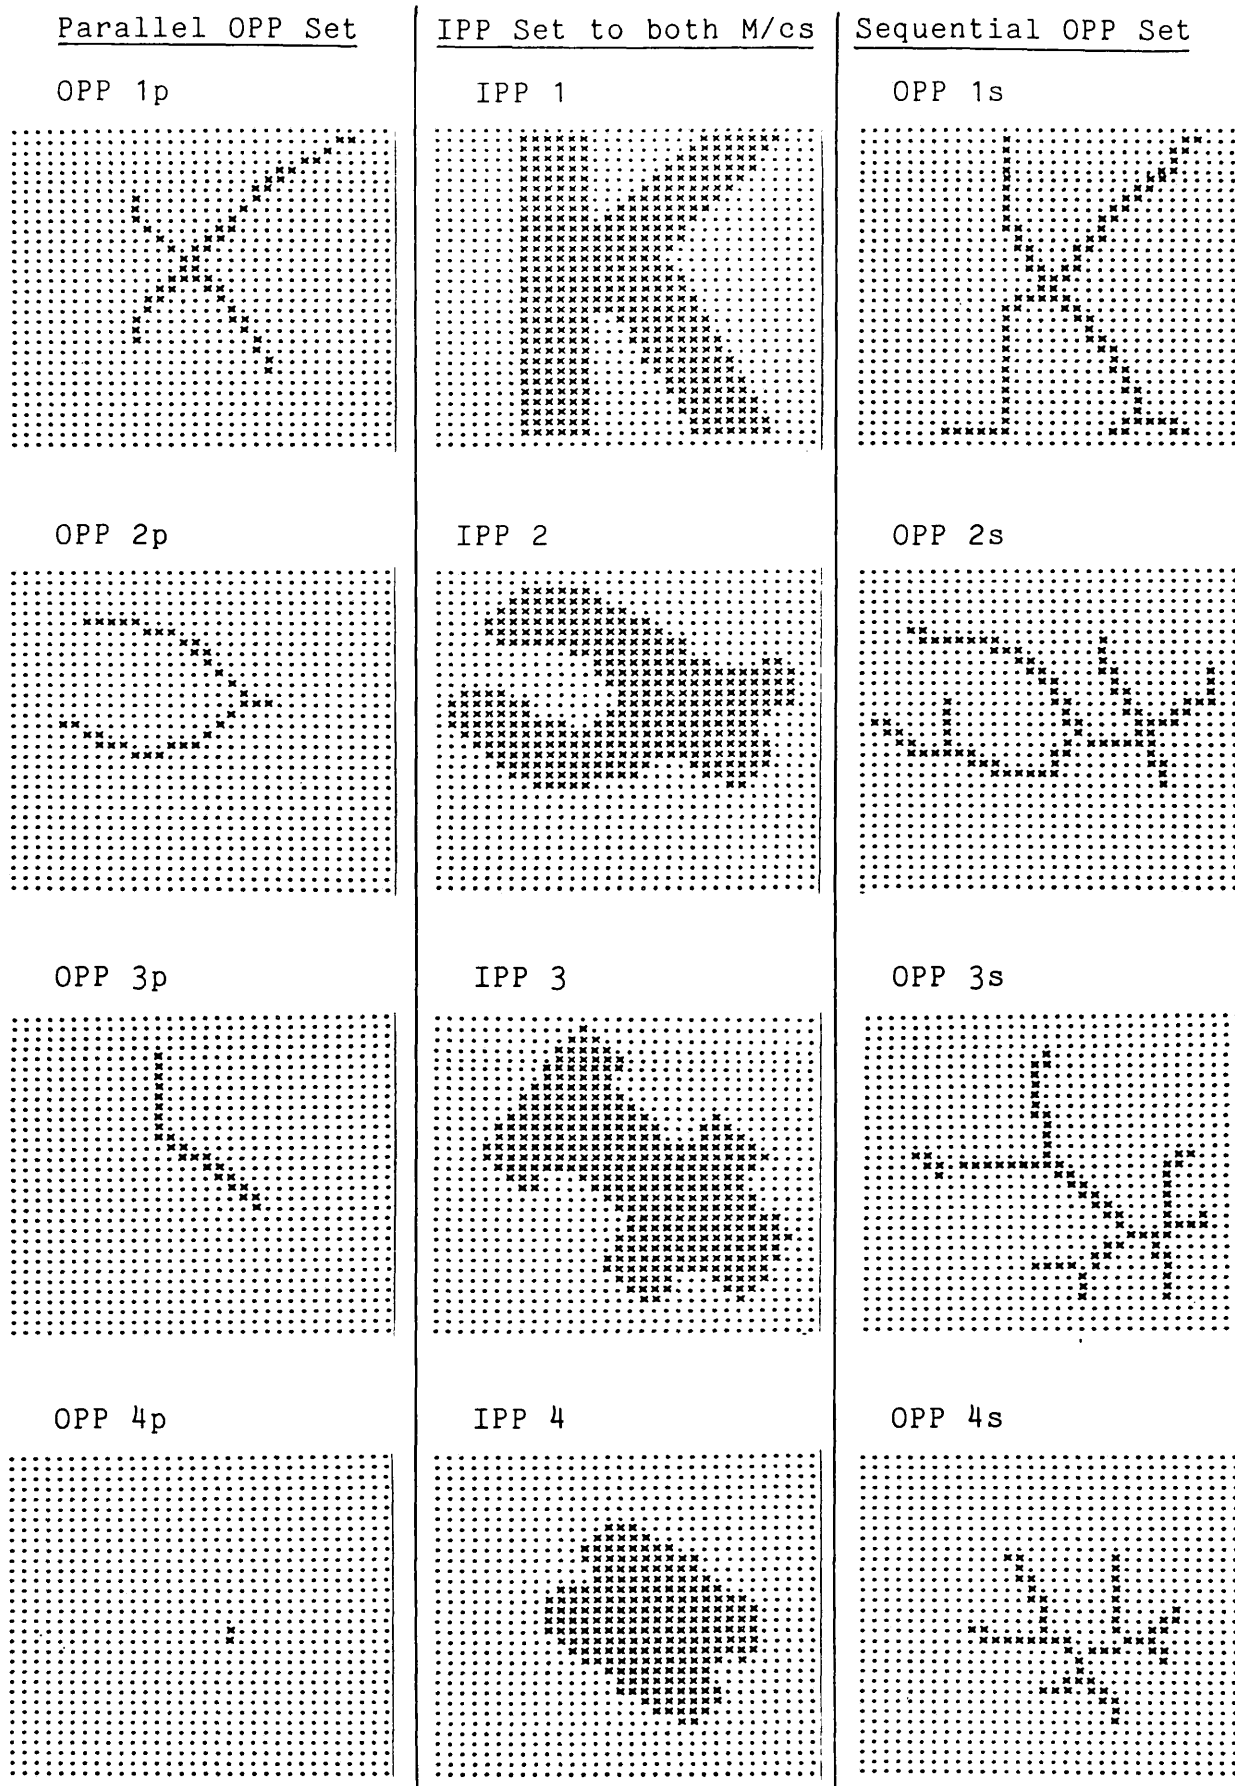 Parallel OPP Set
IPP Set to both M/cs
Sequential OPP Set
OPP 1p
IPP 1
OPP 1s
OPP 2p
IPP 2
OPP 2s
OPP 3p
IPP 3
OPP 3s
OPP 4p
IPP 4
OPP 4s